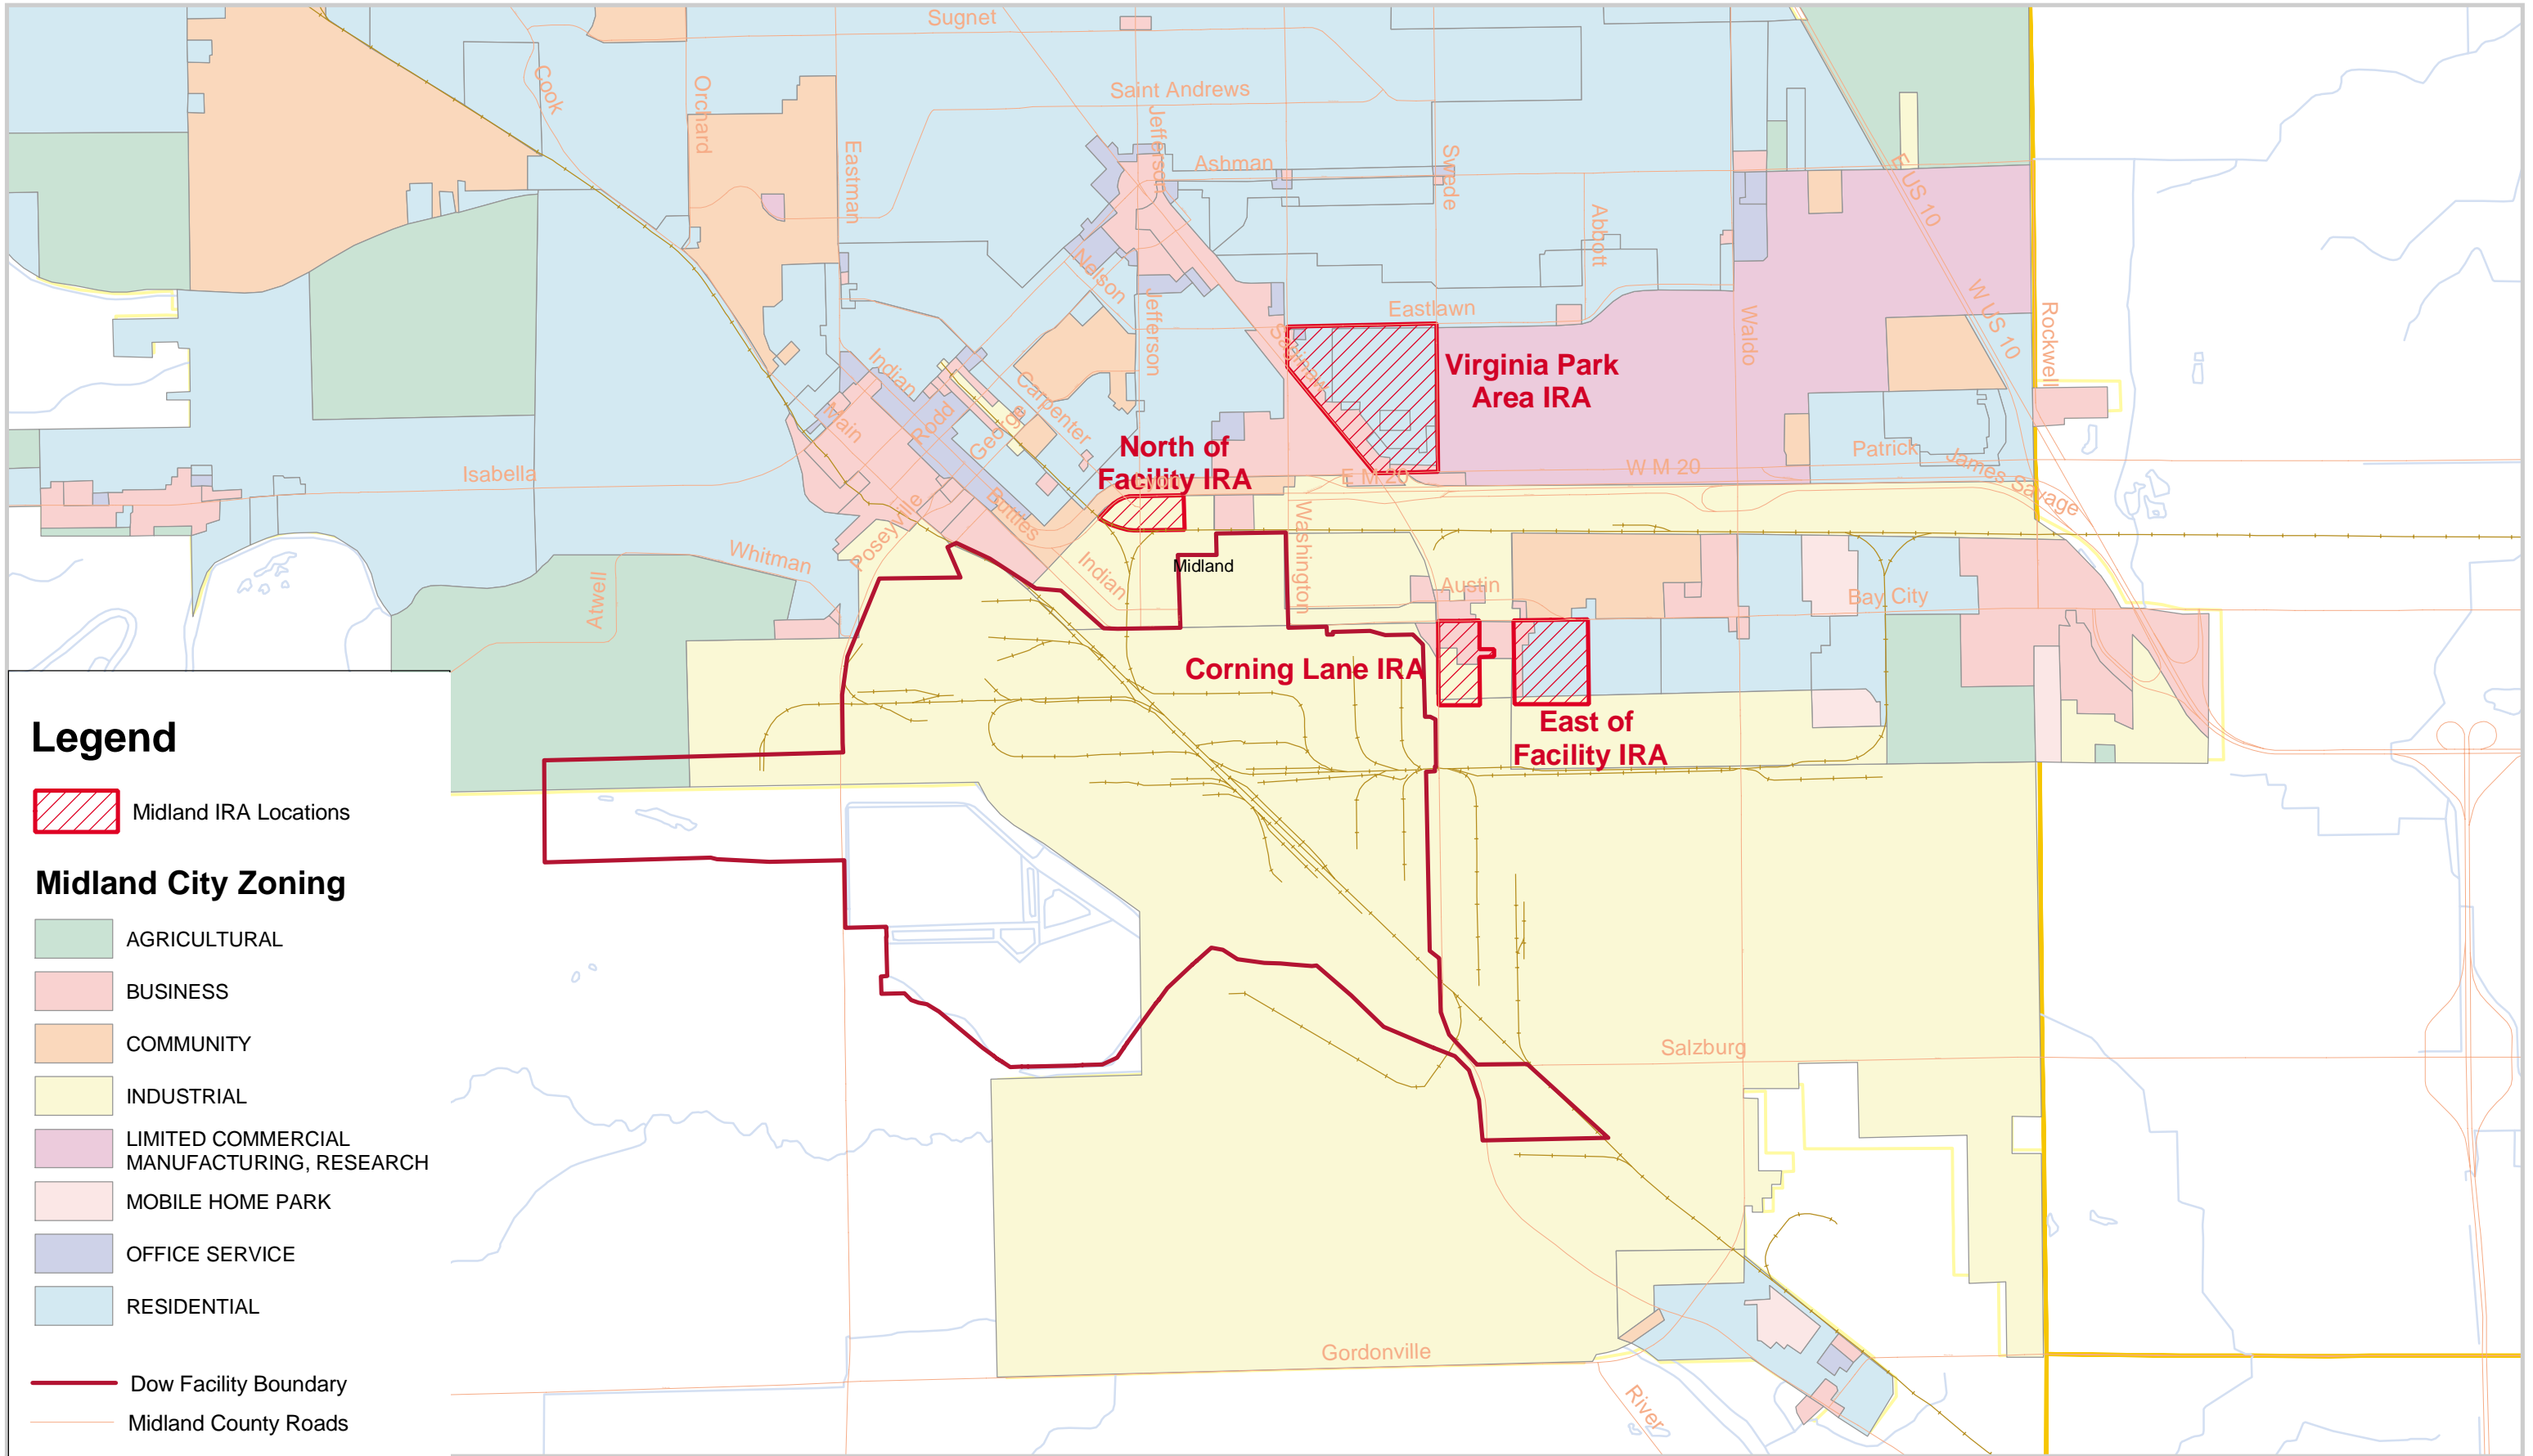 Sugnet
Cook
Orchard
Saint Andrews
Jefferson
Eastman
Ashman
Swede
E US 10
Abbott
Nelson
Jefferson
Eastlawn
W US 10
Waldo
Rockwell
Saginaw
Virginia Park
Area IRA
Indian
Carpenter
Main
Rodd
George
North of
Facility IRA
Lyon
Isabella
E M 20
W M 20
Patrick
James Savage
Buttles
Poseyville
Washington
Whitman
Indian
Midland
Atwell
Austin
Bay City
Corning Lane IRA
East of
Facility IRA
Salzburg
Gordonville
River
Legend
Midland IRA Locations
Midland City Zoning
AGRICULTURAL
BUSINESS
COMMUNITY
INDUSTRIAL
LIMITED COMMERCIAL
MANUFACTURING, RESEARCH
MOBILE HOME PARK
OFFICE SERVICE
RESIDENTIAL
Dow Facility Boundary
Midland County Roads